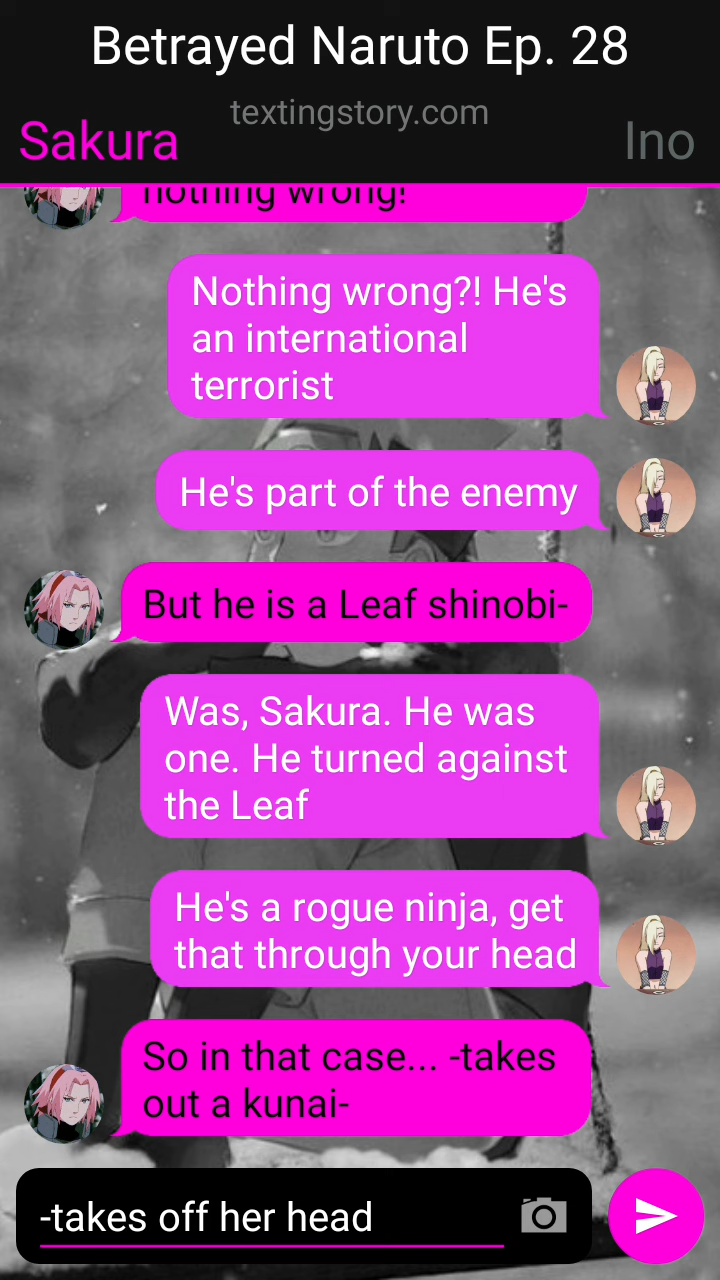 Betrayed Naruto Ep. 28
textingstory.com
Sakura
Ino
nothing wrong!
Nothing wrong?! He's
an international
terrorist
He's part of the enemy
But he is a Leaf shinobi-
Was, Sakura. He was
one. He turned against
the Leaf
He's a rogue ninja, get
that through your head
So in that case... -takes
out a kunai-
-takes off her head